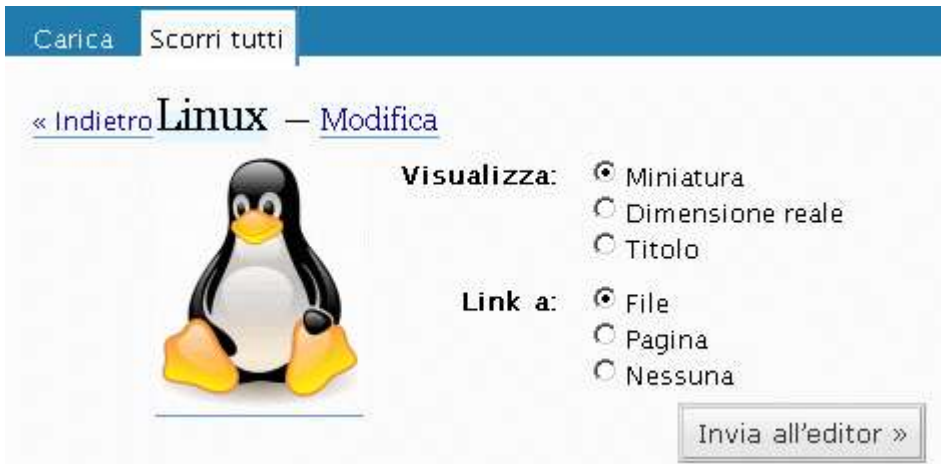 Carica Scorri tutti
« Indietro Linux — Modifica
Visualizza: Miniatura
Dimensione reale
Titolo
Link a: File
Pagina
Nessuna
Invia all'editor »